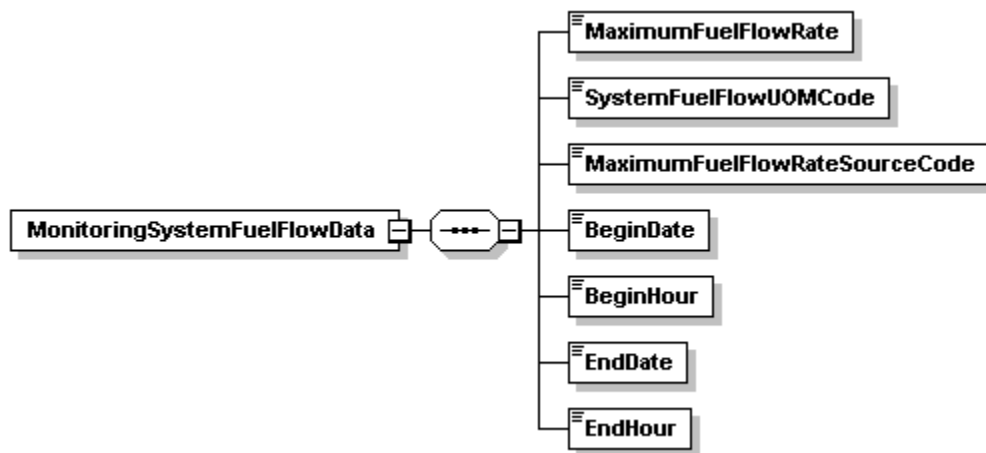 MaximumFuelFlowRate
SystemFuelFlowUOMCode
MaximumFuelFlowRateSourceCode
MonitoringSystemFuelFlowData
BeginDate
BeginHour
EndDate
EndHour